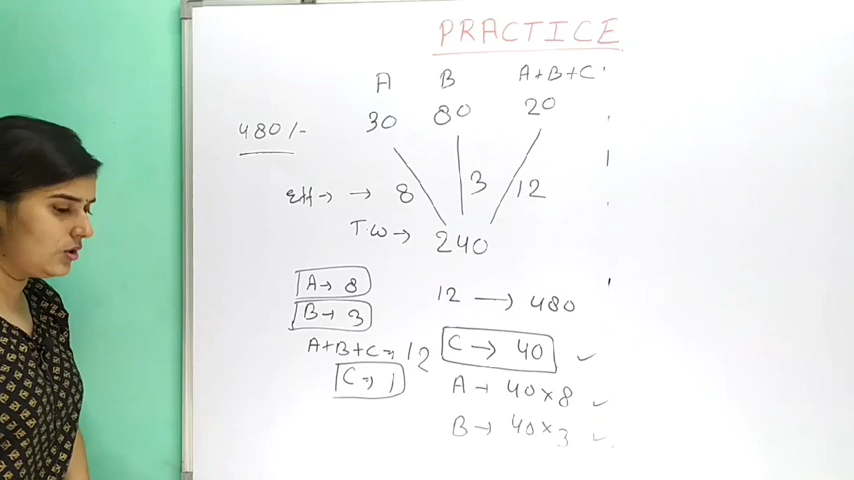 PRACTICE
A B A+B+C
30 80 20
480/-
Eff → → 8 3 12
T.W → 240
A → 8
B → 3
12 → 480
A+B+C → 12
C → 40
C → 1
A → 40×8
B → 40×3